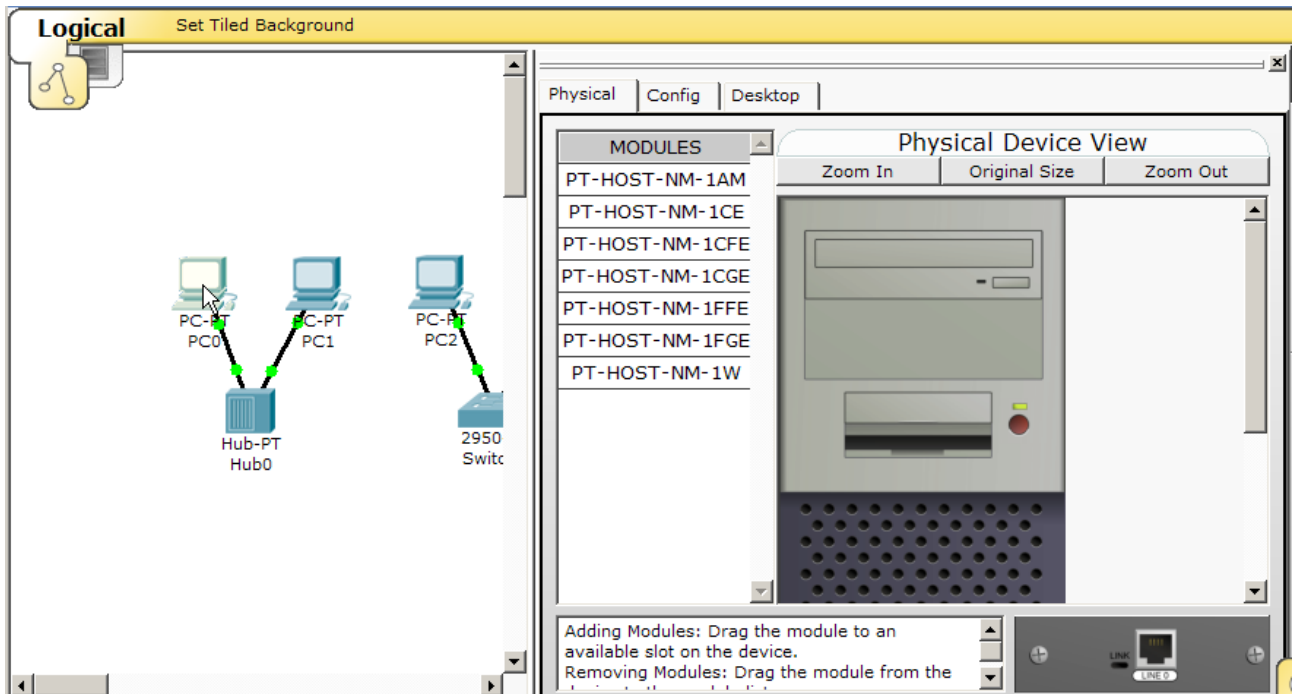 Logical Set Tiled Background
Physical Config Desktop
MODULES
PT-HOST-NM-1AM
PT-HOST-NM-1CE
PT-HOST-NM-1CFE
PT-HOST-NM-1CGE
PT-HOST-NM-1FFE
PT-HOST-NM-1FGE
PT-HOST-NM-1W
Physical Device View
Zoom In Original Size Zoom Out
PC-PT
PC0
PC-PT
PC1
PC-PT
PC2
Hub-PT
Hub0
2950
Switc
Adding Modules: Drag the module to an
available slot on the device.
Removing Modules: Drag the module from the
LINK
LINE 0